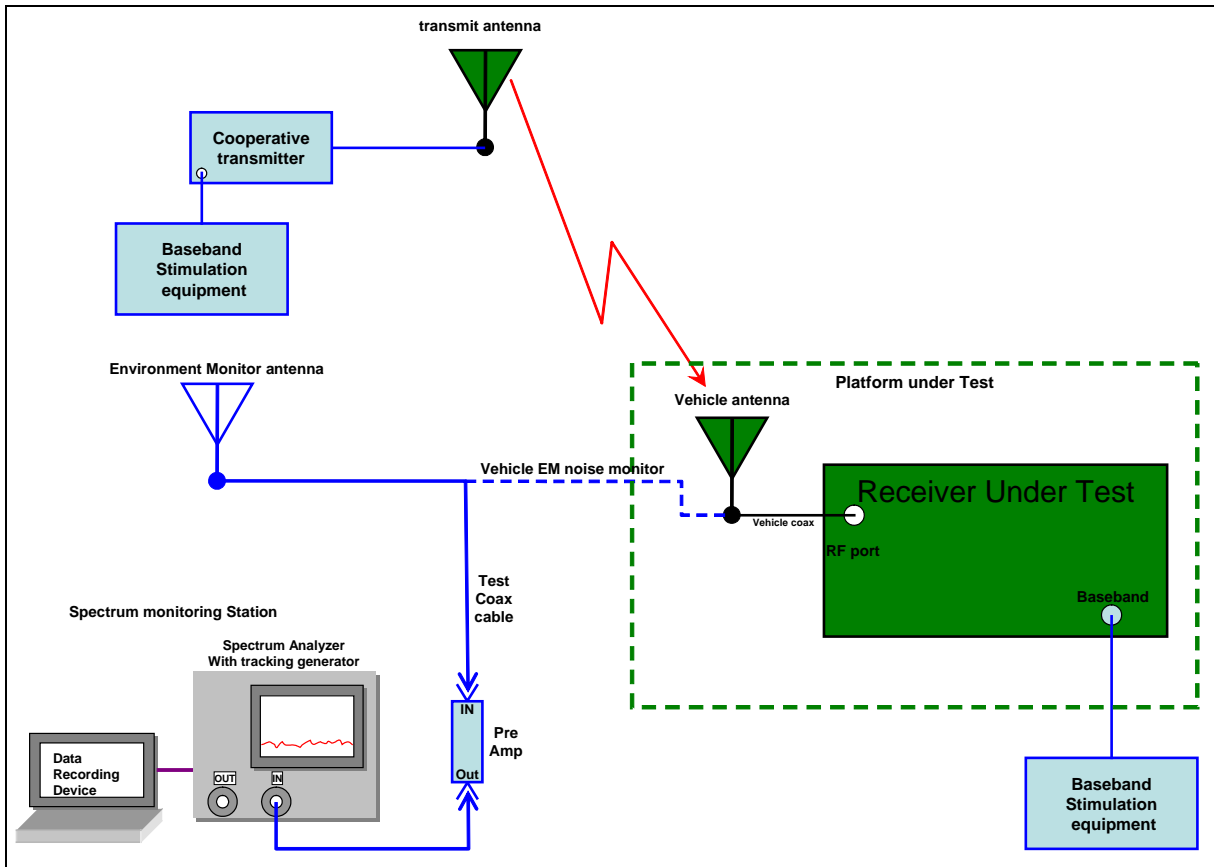 transmit antenna
Cooperative
transmitter
Baseband
Stimulation
equipment
Environment Monitor antenna
Platform under Test
Vehicle antenna
Vehicle EM noise monitor
Receiver Under Test
Vehicle coax
RF port
Baseband
Test
Coax
cable
Spectrum monitoring Station
Spectrum Analyzer
With tracking generator
IN
Pre
Amp
Out
Data
Recording
Device
OUT
IN
Baseband
Stimulation
equipment